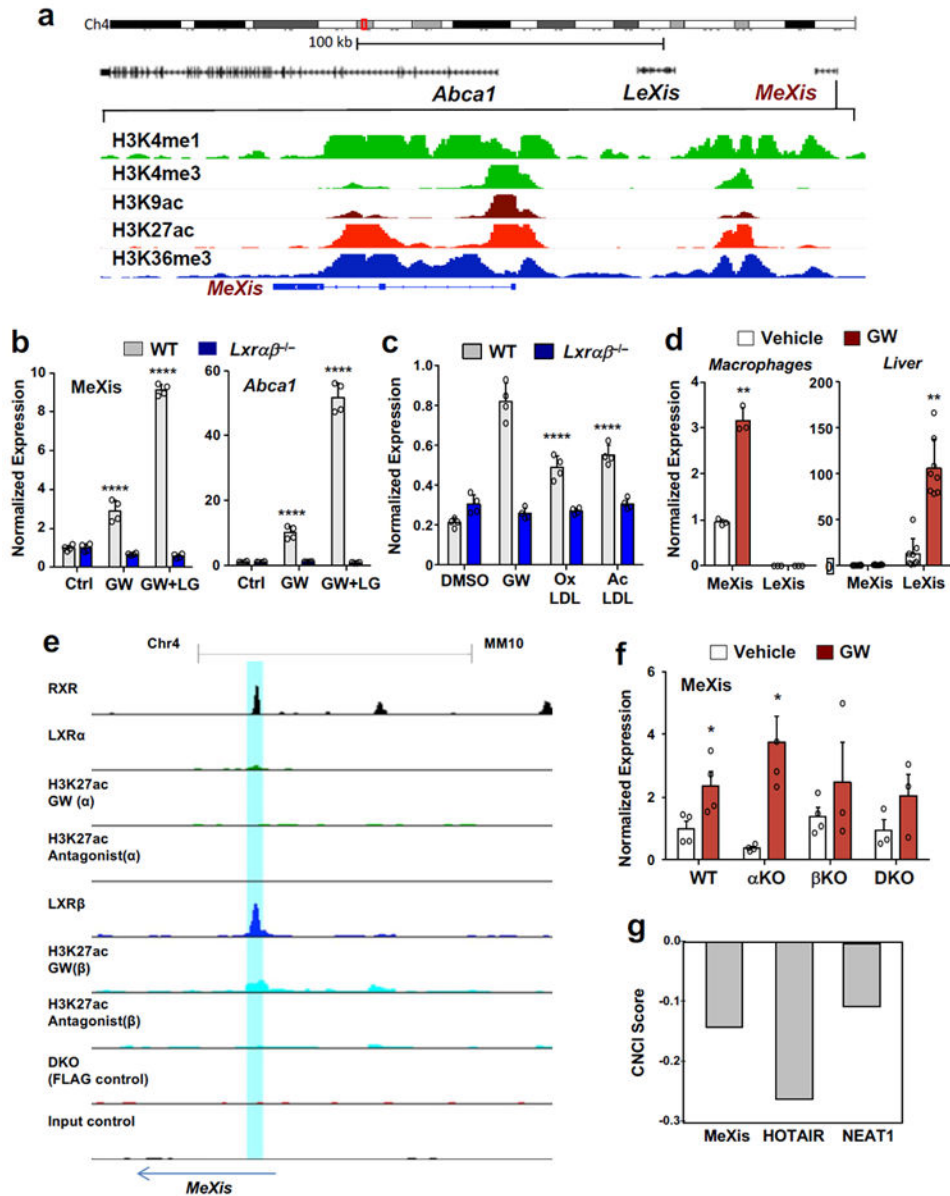 a
Ch4
100 kb
Abca1 LeXis MeXis
H3K4me1
H3K4me3
H3K9ac
H3K27ac
H3K36me3
MeXis
b
WT Lxrαβ–/–
MeXis
Abca1
Normalized Expression
10
8
6
4
2
0
**** ****
Ctrl GW GW+LG
60
40
20
0
**** ****
Ctrl GW GW+LG
c
WT Lxrαβ–/–
Normalized Expression
1.0
0.8
0.6
0.4
0.2
0
**** ****
DMSO GW Ox LDL Ac LDL
d
Vehicle GW
Macrophages Liver
Normalized Expression
4
3
2
1
0
**
MeXis LeXis
200
150
100
50
0
**
MeXis LeXis
e
Chr4 MM10
RXR
LXRα
H3K27ac
GW (α)
H3K27ac
Antagonist(α)
LXRβ
H3K27ac
GW(β)
H3K27ac
Antagonist(β)
DKO
(FLAG control)
Input control
MeXis
f
Vehicle GW
MeXis
Normalized Expression
6
4
2
0
* *
WT αKO βKO DKO
g
CNCI Score
0.0
-0.1
-0.2
-0.3
MeXis HOTAIR NEAT1